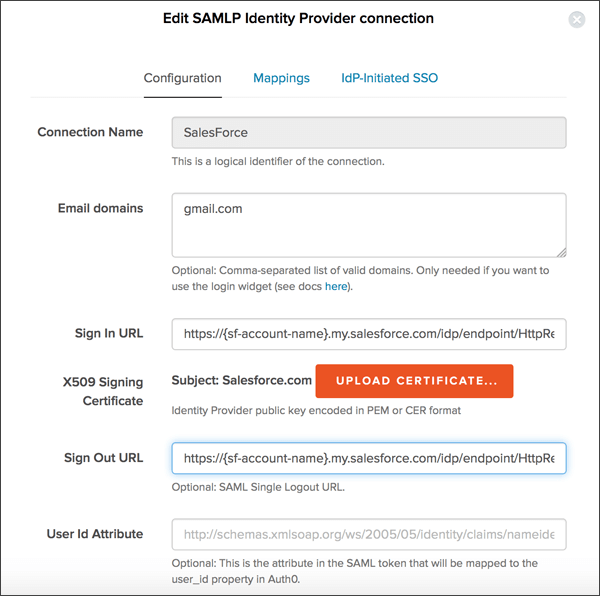 Edit SAMLP Identity Provider connection
Configuration Mappings IdP-Initiated SSO
Connection Name SalesForce
This is a logical identifier of the connection.
Email domains gmail.com
Optional: Comma-separated list of valid domains. Only needed if you want to
use the login widget (see docs here).
Sign In URL https://{sf-account-name}.my.salesforce.com/idp/endpoint/HttpRe
X509 Signing
Certificate
Subject: Salesforce.com UPLOAD CERTIFICATE...
Identity Provider public key encoded in PEM or CER format
Sign Out URL https://{sf-account-name}.my.salesforce.com/idp/endpoint/HttpRe
Optional: SAML Single Logout URL.
User Id Attribute http://schemas.xmlsoap.org/ws/2005/05/identity/claims/nameide
Optional: This is the attribute in the SAML token that will be mapped to the
user_id property in Auth0.